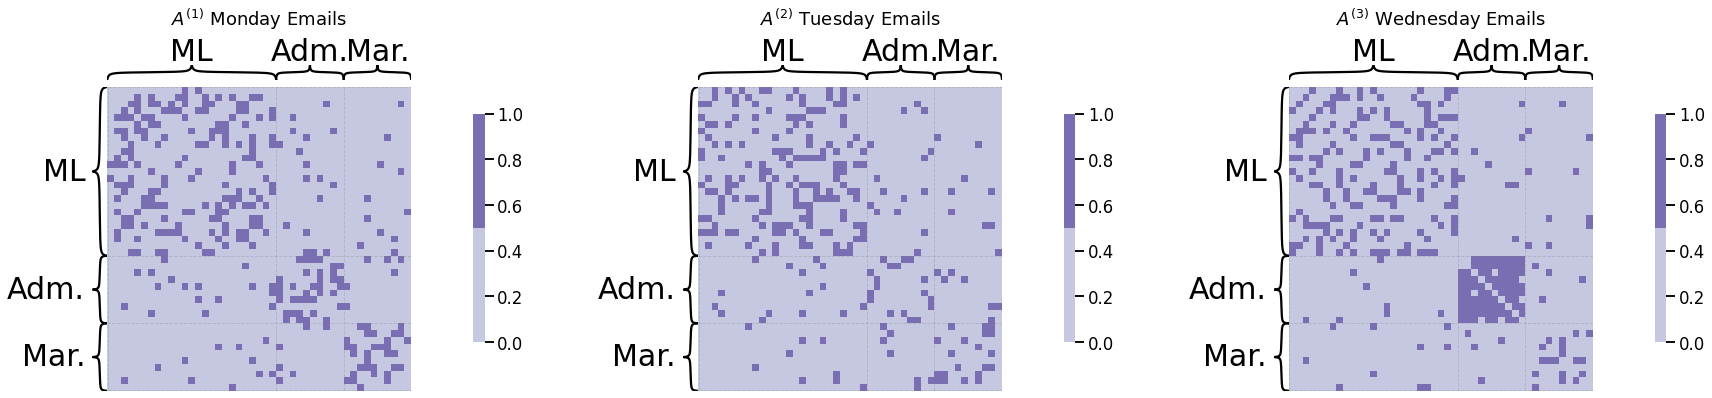 A⁽¹⁾ Monday Emails
ML Adm. Mar.
ML
Adm.
Mar.
1.0
0.8
0.6
0.4
0.2
0.0
A⁽²⁾ Tuesday Emails
ML Adm. Mar.
ML
Adm.
Mar.
1.0
0.8
0.6
0.4
0.2
0.0
A⁽³⁾ Wednesday Emails
ML Adm. Mar.
ML
Adm.
Mar.
1.0
0.8
0.6
0.4
0.2
0.0